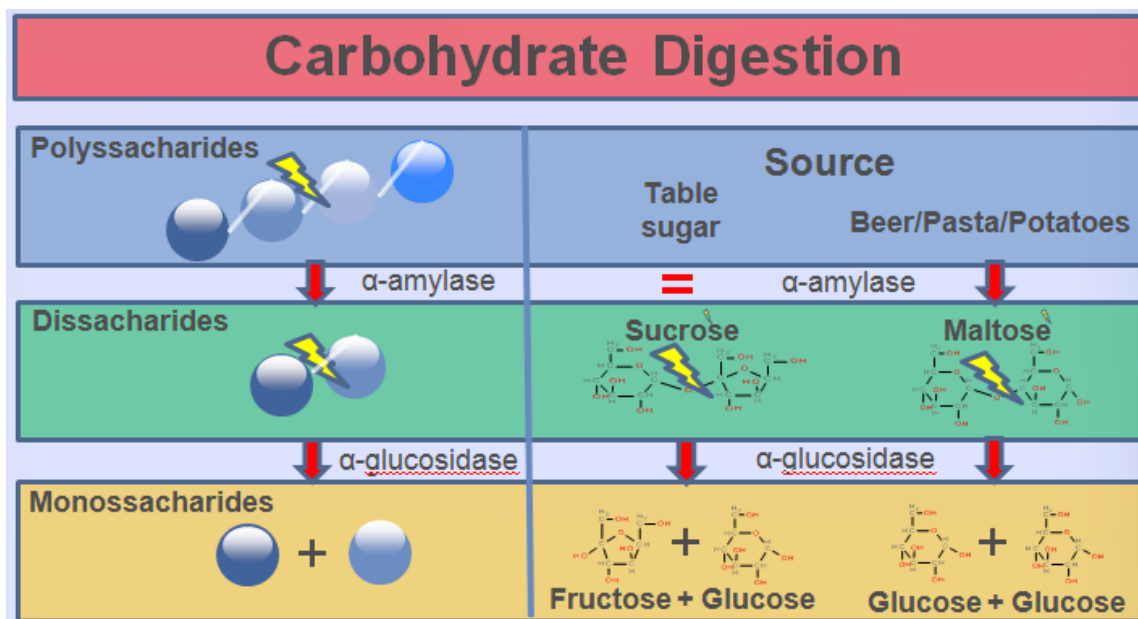 Carbohydrate Digestion
Polyssacharides
Source
Table
sugar
Beer/Pasta/Potatoes
α-amylase
=
α-amylase
Dissacharides
Sucrose
Maltose
α-glucosidase
α-glucosidase
Monossacharides
+
+
+
Fructose + Glucose
Glucose + Glucose